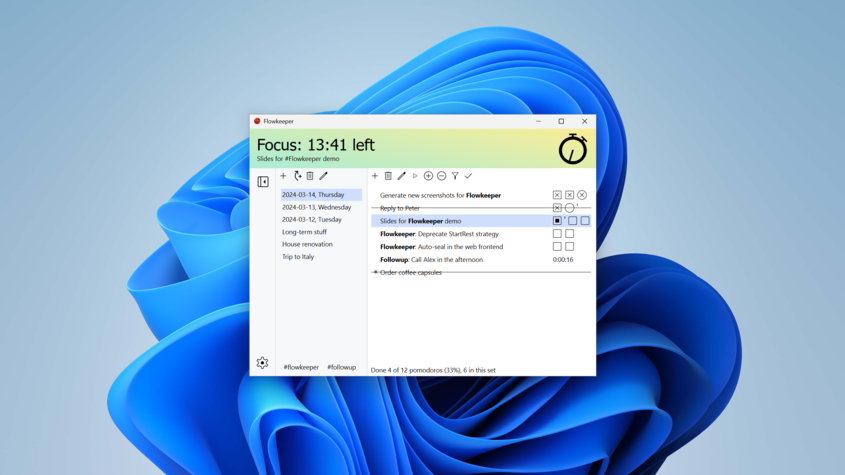 Flowkeeper
Focus: 13:41 left
Slides for #Flowkeeper demo
2024-03-14, Thursday
2024-03-13, Wednesday
2024-03-12, Tuesday
Long-term stuff
House renovation
Trip to Italy
#flowkeeper #followup
Generate new screenshots for Flowkeeper
Reply to Peter
Slides for Flowkeeper demo
Flowkeeper: Deprecate StartRest strategy
Flowkeeper: Auto-seal in the web frontend
Followup: Call Alex in the afternoon 0:00:16
Order coffee capsules
Done 4 of 12 pomodoros (33%), 6 in this set